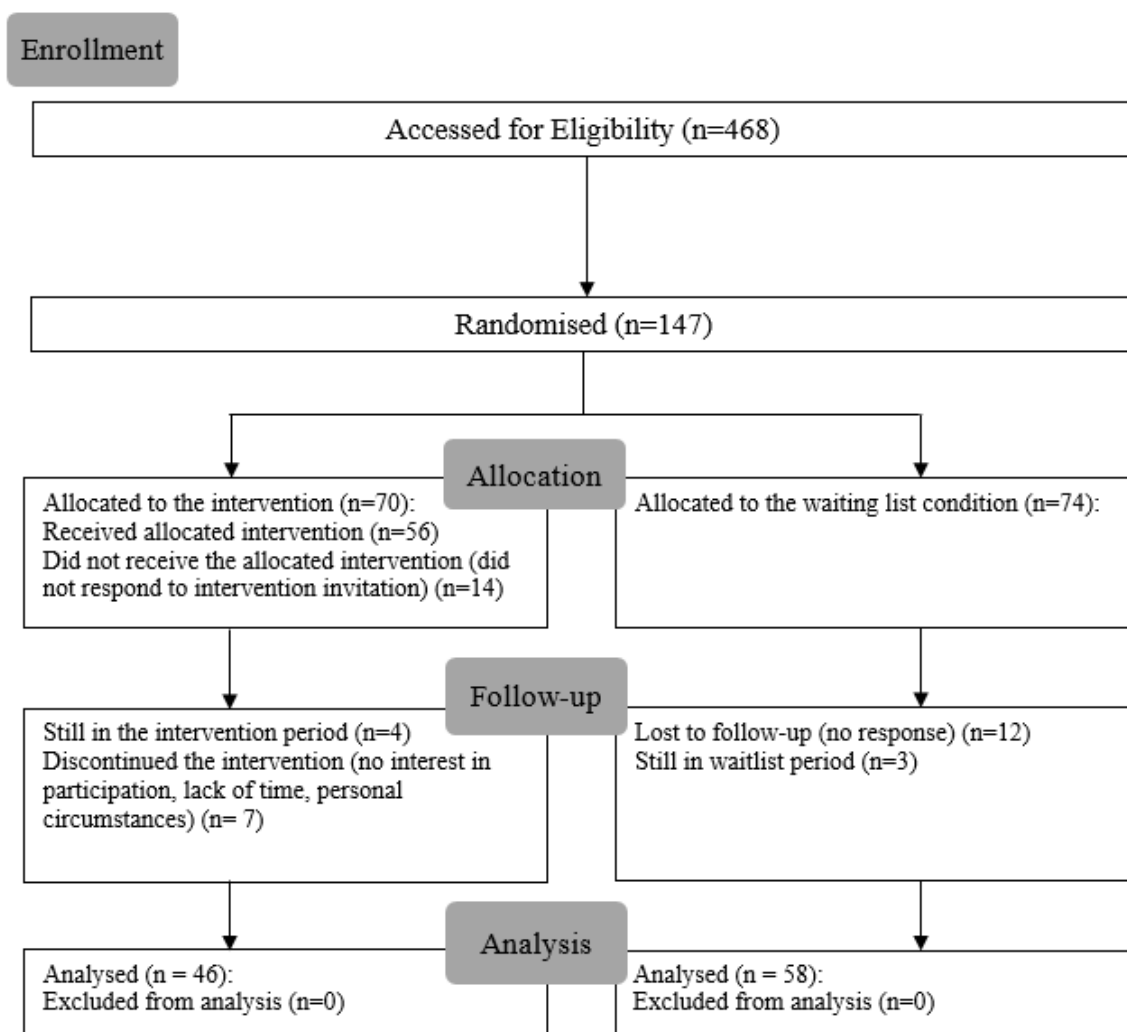 Enrollment
Accessed for Eligibility (n=468)
Randomised (n=147)
Allocation
Allocated to the intervention (n=70):
Received allocated intervention (n=56)
Did not receive the allocated intervention (did
not respond to intervention invitation) (n=14)
Allocated to the waiting list condition (n=74):
Follow-up
Still in the intervention period (n=4)
Discontinued the intervention (no interest in
participation, lack of time, personal
circumstances) (n= 7)
Lost to follow-up (no response) (n=12)
Still in waitlist period (n=3)
Analysis
Analysed (n = 46):
Excluded from analysis (n=0)
Analysed (n = 58):
Excluded from analysis (n=0)